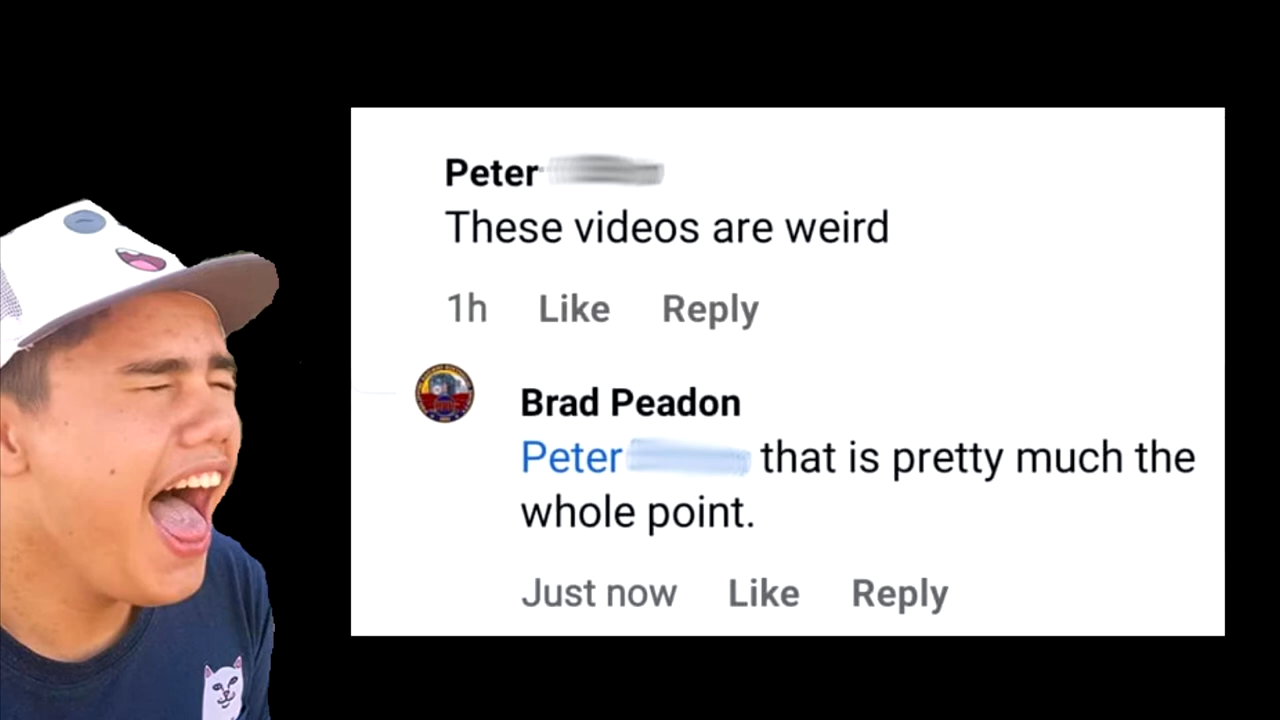 Peter
These videos are weird
1h Like Reply
Brad Peadon
Peter that is pretty much the
whole point.
Just now Like Reply